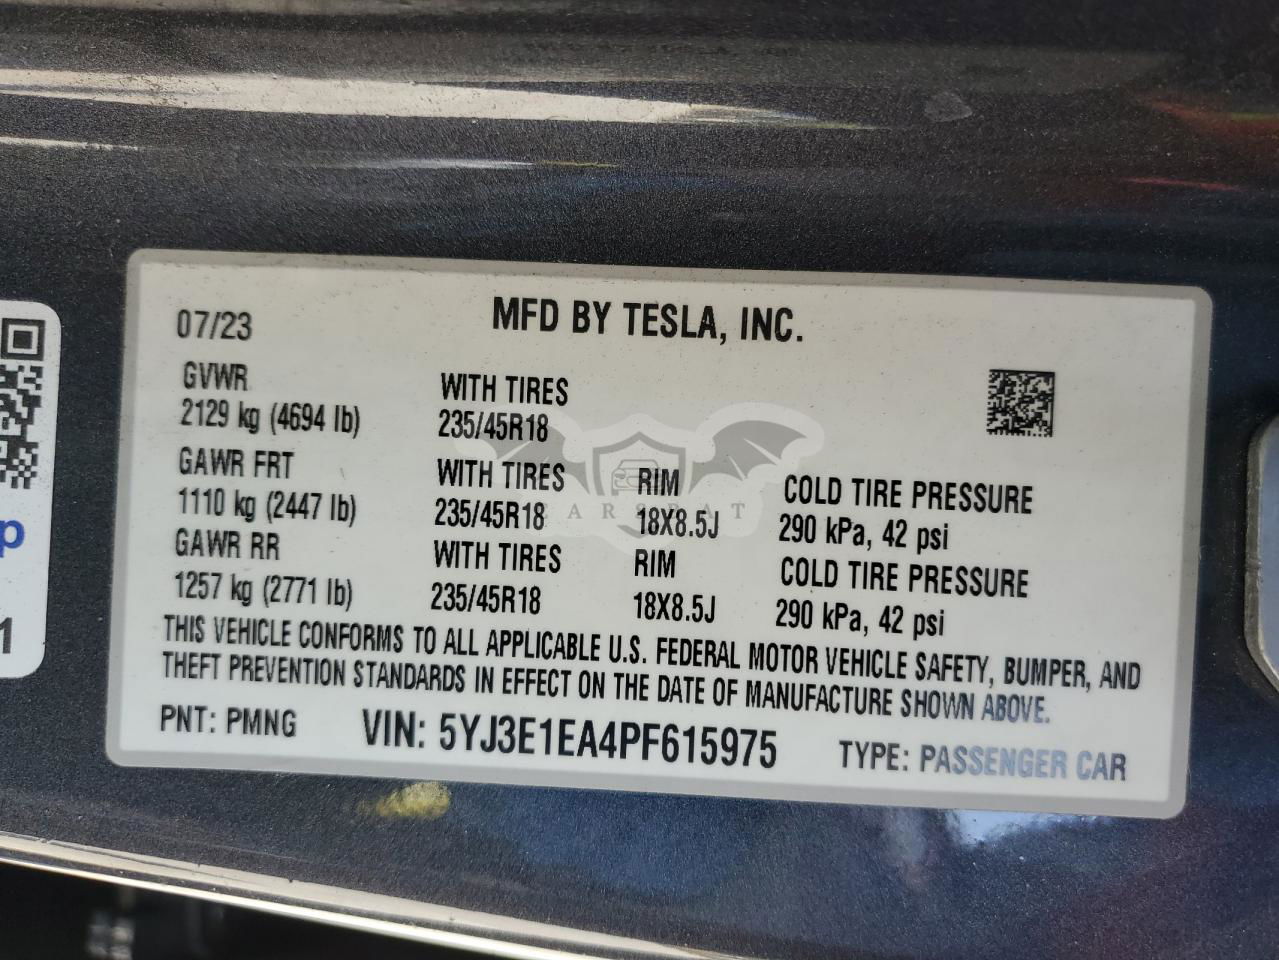 07/23
MFD BY TESLA, INC.
GVWR
2129 kg (4694 lb)
WITH TIRES
235/45R18
GAWR FRT
1110 kg (2447 lb)
WITH TIRES
235/45R18
RIM
18X8.5J
COLD TIRE PRESSURE
290 kPa, 42 psi
GAWR RR
1257 kg (2771 lb)
WITH TIRES
235/45R18
RIM
18X8.5J
COLD TIRE PRESSURE
290 kPa, 42 psi
THIS VEHICLE CONFORMS TO ALL APPLICABLE U.S. FEDERAL MOTOR VEHICLE SAFETY, BUMPER, AND
THEFT PREVENTION STANDARDS IN EFFECT ON THE DATE OF MANUFACTURE SHOWN ABOVE.
PNT: PMNG VIN: 5YJ3E1EA4PF615975 TYPE: PASSENGER CAR
CARSBAT
p
1